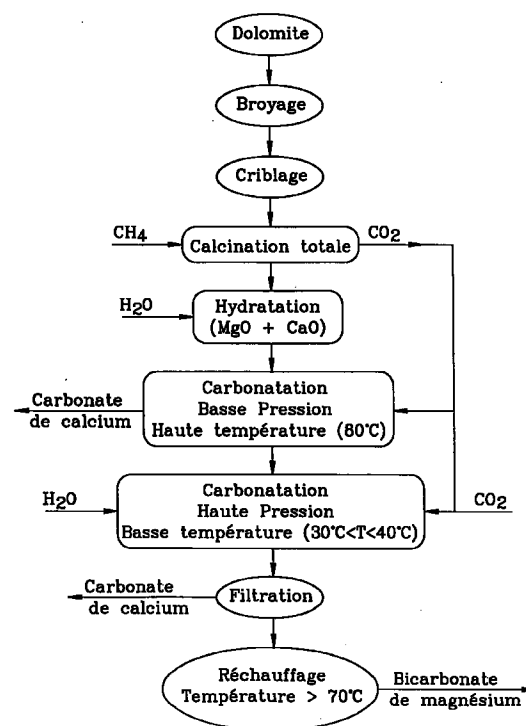 Dolomite
Broyage
Criblage
CH4
Calcination totale
CO2
H2O
Hydratation
(MgO + CaO)
Carbonate
de calcium
Carbonatation
Basse Pression
Haute température (80℃)
H2O
Carbonatation
Haute Pression
Basse température (30℃<T<40℃)
CO2
Carbonate
de calcium
Filtration
Réchauffage
Température > 70℃
Bicarbonate
de magnésium